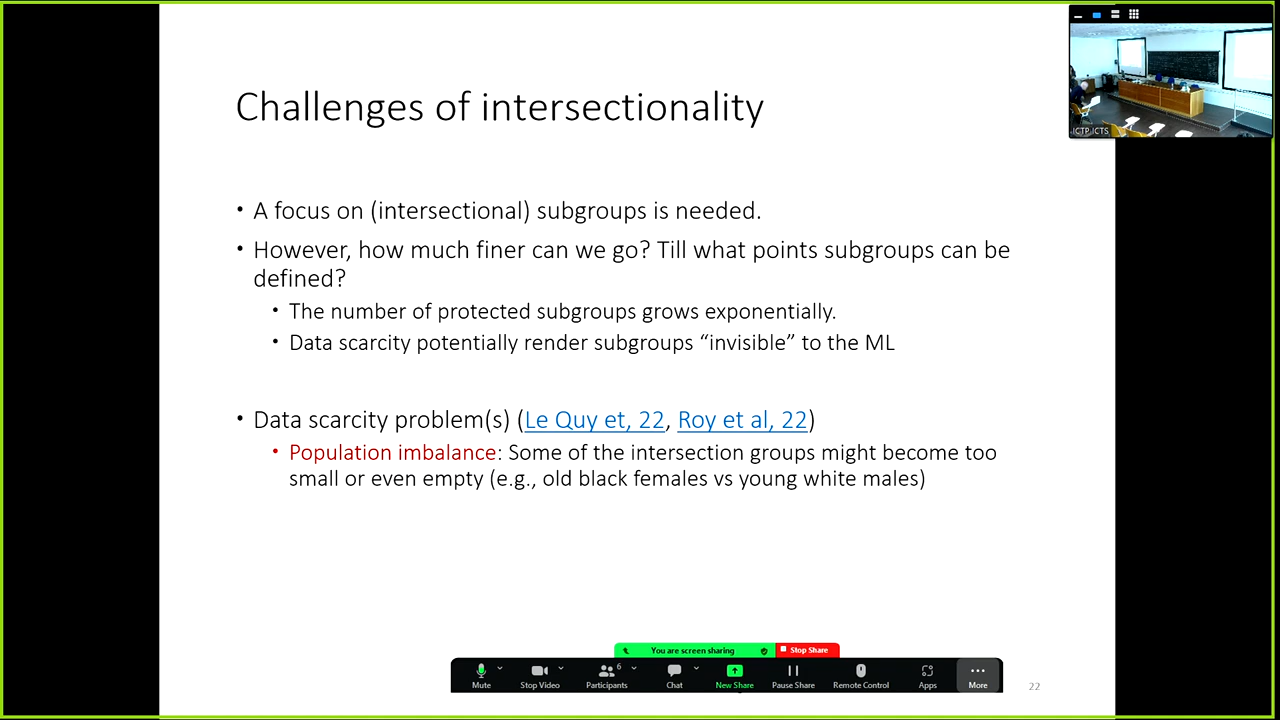 Challenges of intersectionality
• A focus on (intersectional) subgroups is needed.
• However, how much finer can we go? Till what points subgroups can be
defined?
• The number of protected subgroups grows exponentially.
• Data scarcity potentially render subgroups “invisible” to the ML
• Data scarcity problem(s) (Le Quy et, 22, Roy et al, 22)
• Population imbalance: Some of the intersection groups might become too
small or even empty (e.g., old black females vs young white males)
ICTP ICTS
You are screen sharing
Stop Share
Mute
Stop Video
6
Participants
Chat
New Share
Pause Share
Remote Control
Apps
More
22